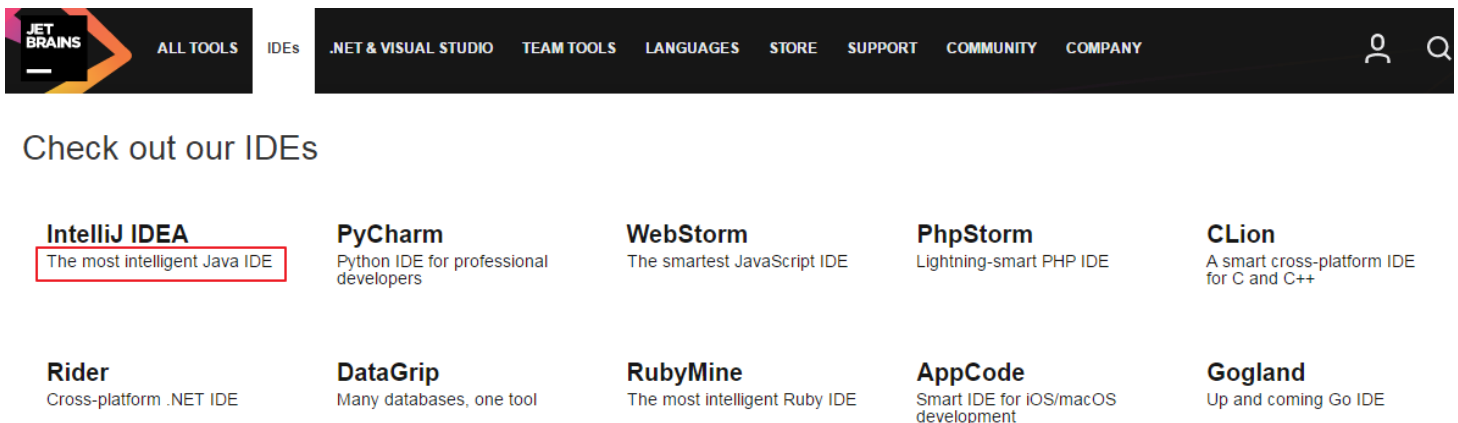 JET
BRAINS
ALL TOOLS IDEs .NET & VISUAL STUDIO TEAM TOOLS LANGUAGES STORE SUPPORT COMMUNITY COMPANY
Check out our IDEs
IntelliJ IDEA
The most intelligent Java IDE
PyCharm
Python IDE for professional
developers
WebStorm
The smartest JavaScript IDE
PhpStorm
Lightning-smart PHP IDE
CLion
A smart cross-platform IDE
for C and C++
Rider
Cross-platform .NET IDE
DataGrip
Many databases, one tool
RubyMine
The most intelligent Ruby IDE
AppCode
Smart IDE for iOS/macOS
development
Gogland
Up and coming Go IDE